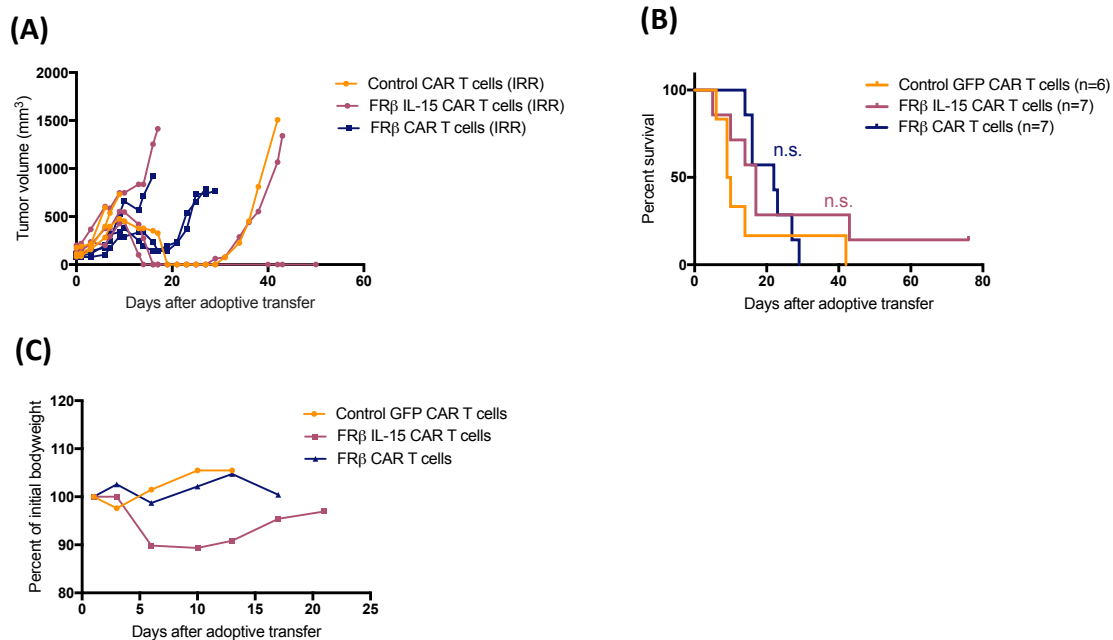 (A)
Tumor volume (mm³)
2000
1500
1000
500
0
0 20 40 60
Days after adoptive transfer
Control CAR T cells (IRR)
FRβ IL-15 CAR T cells (IRR)
FRβ CAR T cells (IRR)
(B)
Percent survival
100
50
0
0 20 40 60 80
Days after adoptive transfer
n.s.
n.s.
Control GFP CAR T cells (n=6)
FRβ IL-15 CAR T cells (n=7)
FRβ CAR T cells (n=7)
(C)
Percent of initial bodyweight
120
110
100
90
80
0 5 10 15 20 25
Days after adoptive transfer
Control GFP CAR T cells
FRβ IL-15 CAR T cells
FRβ CAR T cells